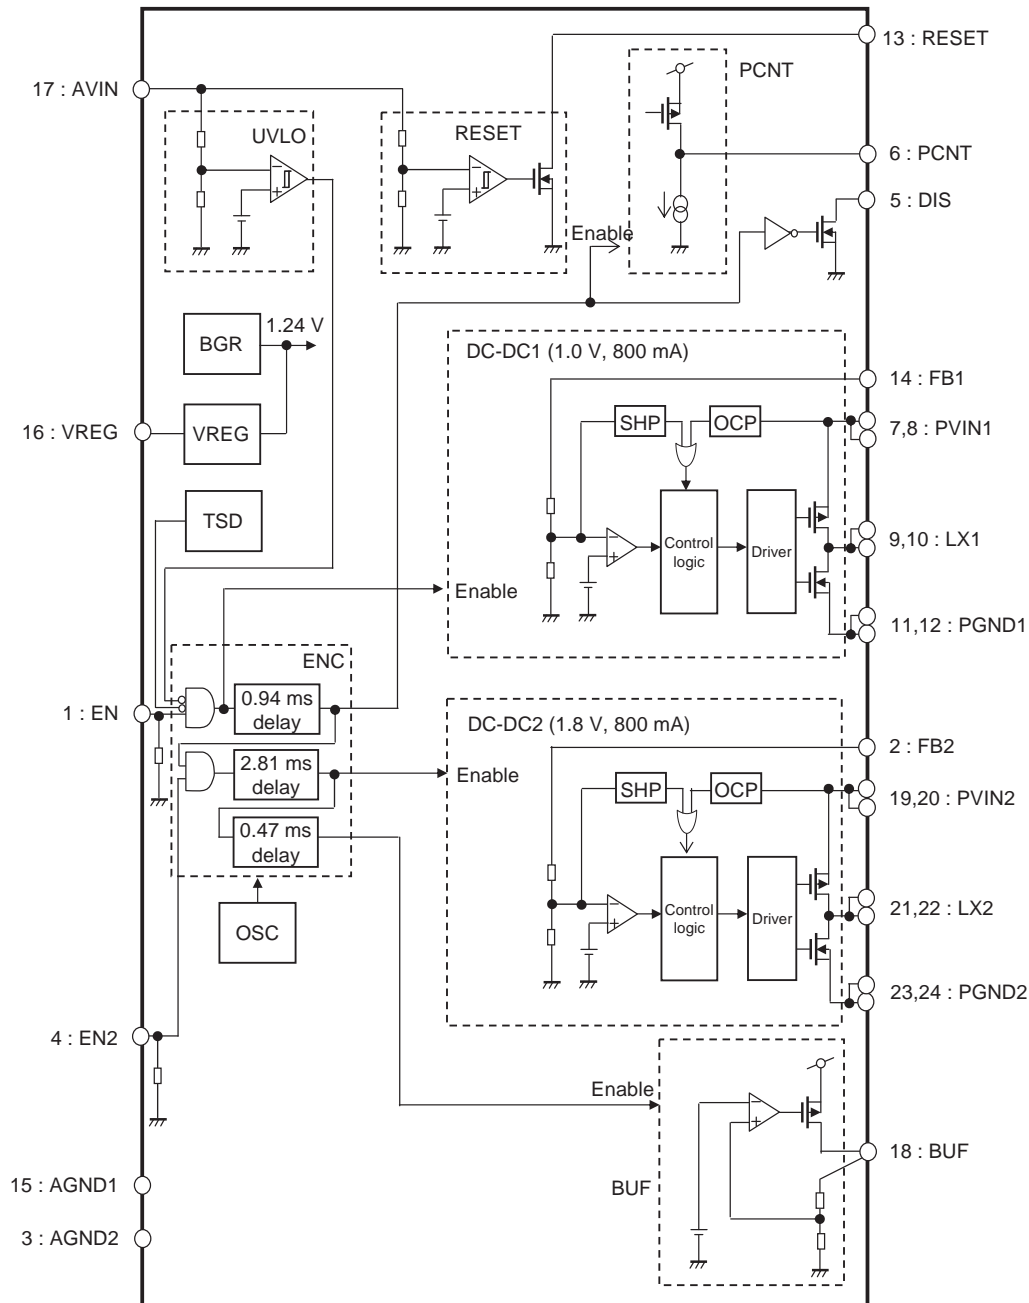 13 : RESET
PCNT
17 : AVIN
UVLO
RESET
6 : PCNT
5 : DIS
Enable
1.24 V
BGR
DC-DC1 (1.0 V, 800 mA)
14 : FB1
SHP
OCP
7,8 : PVIN1
16 : VREG
VREG
TSD
9,10 : LX1
Control
logic
Driver
Enable
11,12 : PGND1
ENC
0.94 ms
delay
1 : EN
DC-DC2 (1.8 V, 800 mA)
2 : FB2
2.81 ms
delay
Enable
SHP
OCP
19,20 : PVIN2
0.47 ms
delay
21,22 : LX2
Control
logic
Driver
OSC
23,24 : PGND2
4 : EN2
Enable
18 : BUF
BUF
15 : AGND1
3 : AGND2
− +
− +
− +
− +
− +